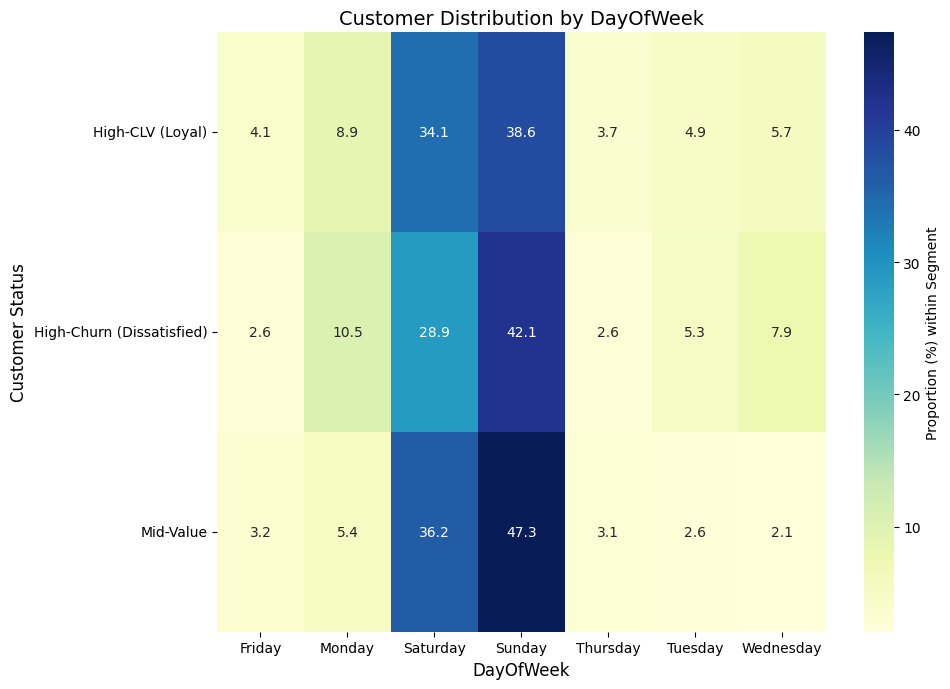 Customer Distribution by DayOfWeek
Customer Status
High-CLV (Loyal) 4.1 8.9 34.1 38.6 3.7 4.9 5.7
High-Churn (Dissatisfied) 2.6 10.5 28.9 42.1 2.6 5.3 7.9
Mid-Value 3.2 5.4 36.2 47.3 3.1 2.6 2.1
Friday Monday Saturday Sunday Thursday Tuesday Wednesday
DayOfWeek
40
30
20
10
Proportion (%) within Segment